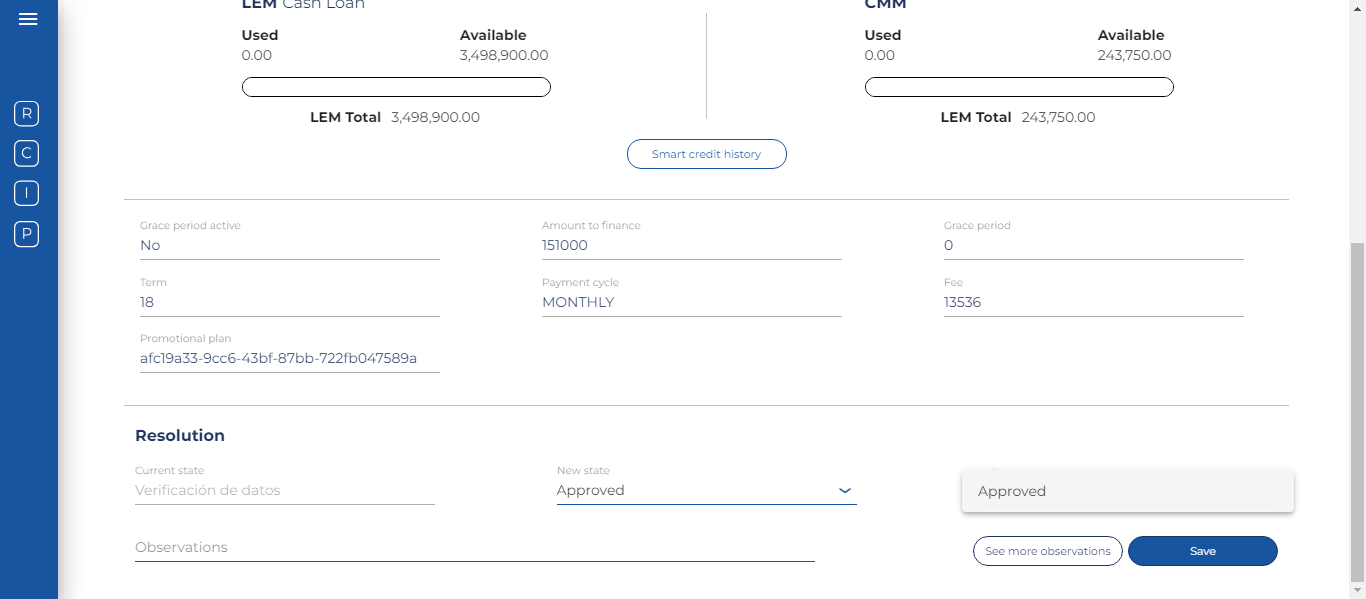 LEM Cash Loan
CMM
Used
Available
0.00
3,498,900.00
LEM Total 3,498,900.00
Used
Available
0.00
243,750.00
LEM Total 243,750.00
Smart credit history
R
C
I
P
Grace period active
No
Amount to finance
151000
Grace period
0
Term
18
Payment cycle
MONTHLY
Fee
13536
Promotional plan
afc19a33-9cc6-43bf-87bb-722fb047589a
Resolution
Current state
Verificación de datos
New state
Approved
Approved
Observations
See more observations
Save